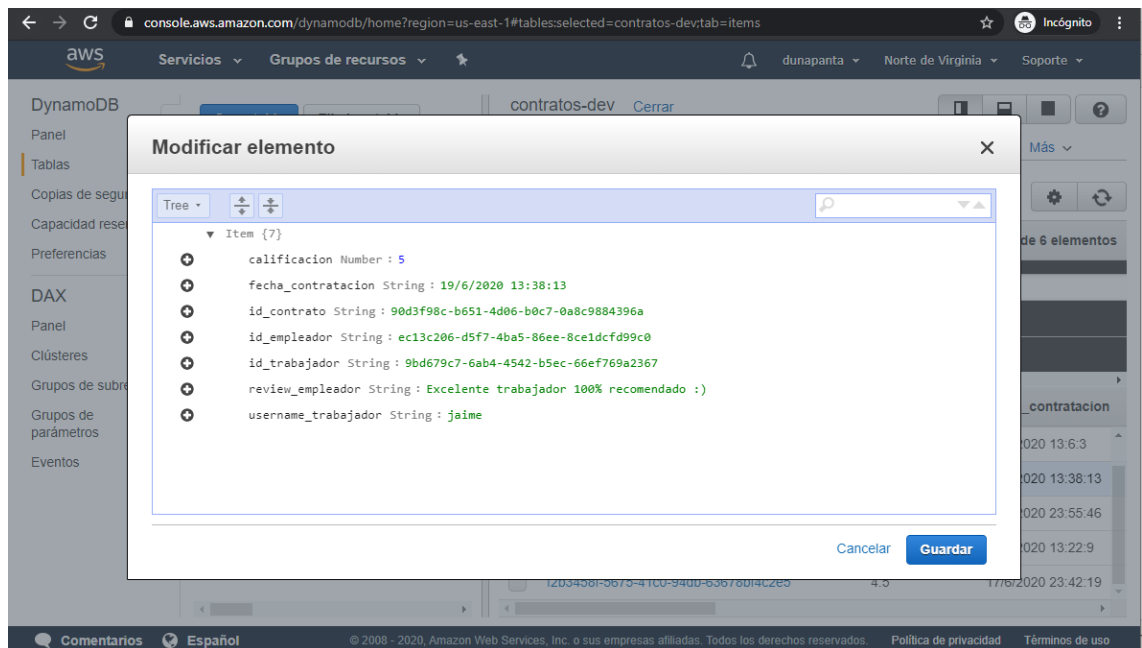 console.aws.amazon.com/dynamodb/home?region=us-east-1#tables:selected=contratos-dev;tab=items
Incógnito
aws
Servicios
Grupos de recursos
dunapanta
Norte de Virginia
Soporte
DynamoDB
Panel
Tablas
Copias de segu
Capacidad rese
Preferencias
DAX
Panel
Clústeres
Grupos de subre
Grupos de
parámetros
Eventos
contratos-dev Cerrar
Más
de 6 elementos
_contratacion
2020 13:6:3
2020 13:38:13
2020 23:55:46
2020 13:22:9
4.5 17/6/2020 23:42:19
Modificar elemento
Tree
Item {7}
calificacion Number : 5
fecha_contratacion String : 19/6/2020 13:38:13
id_contrato String : 90d3f98c-b651-4d06-b0c7-0a8c9884396a
id_empleador String : ec13c206-d5f7-4ba5-86ee-8ce1dcfd99c0
id_trabajador String : 9bd679c7-6ab4-4542-b5ec-66ef769a2367
review_empleador String : Excelente trabajador 100% recomendado :)
username_trabajador String : jaime
Cancelar
Guardar
Comentarios
Español
© 2008 - 2020, Amazon Web Services, Inc. o sus empresas afiliadas. Todos los derechos reservados.
Política de privacidad
Términos de uso